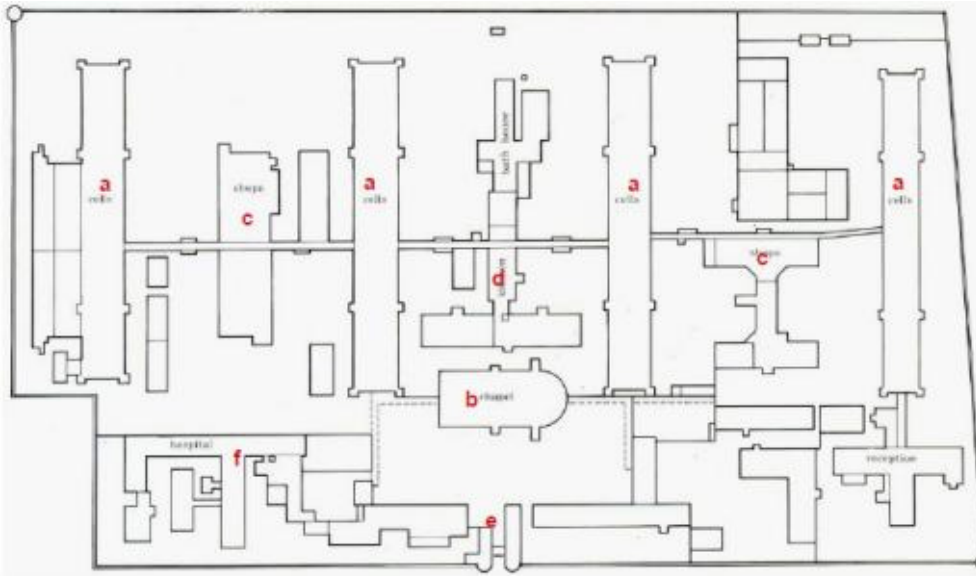 bath house
a
cells
shops
c
a
cells
a
cells
a
cells
d
shops
c
b
chapel
hospital
f
reception
e